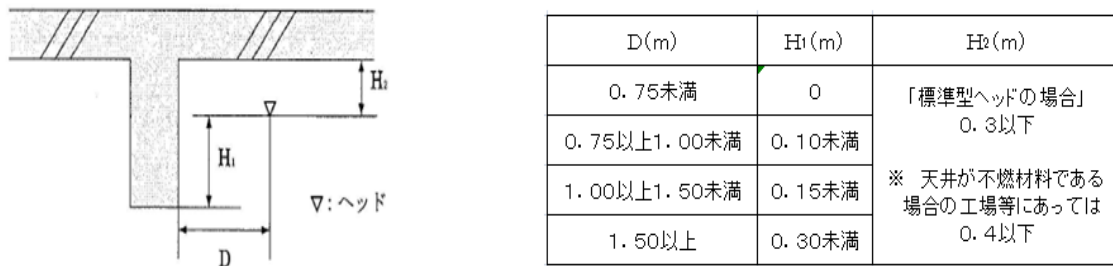 H₂
H₁
▽:ヘッド
D
D(m) H1(m) H2(m)
0.75未満 0
「標準型ヘッドの場合」
0.3以下
0.75以上1.00未満 0.10未満
1.00以上1.50未満 0.15未満
※ 天井が不燃材料である
場合の工場等にあっては
0.4以下
1.50以上 0.30未満